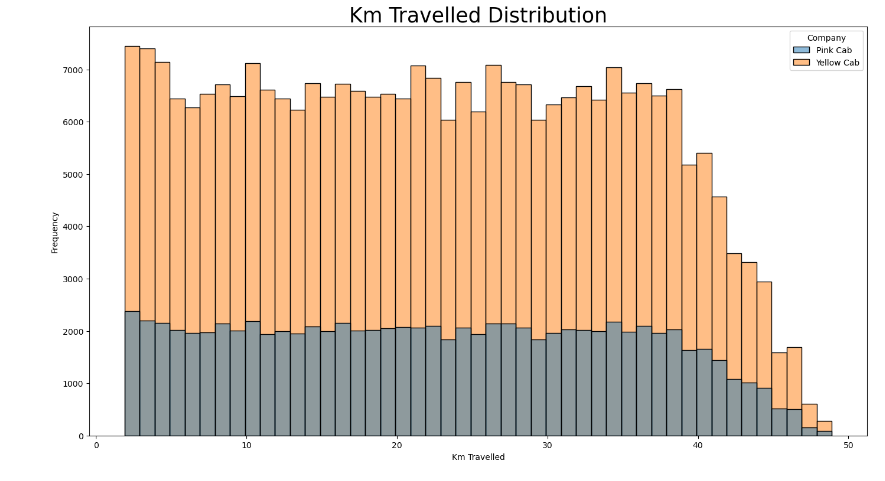 Km Travelled Distribution
Company
Pink Cab
Yellow Cab
Frequency
7000
6000
5000
4000
3000
2000
1000
0
0 10 20 30 40 50
Km Travelled